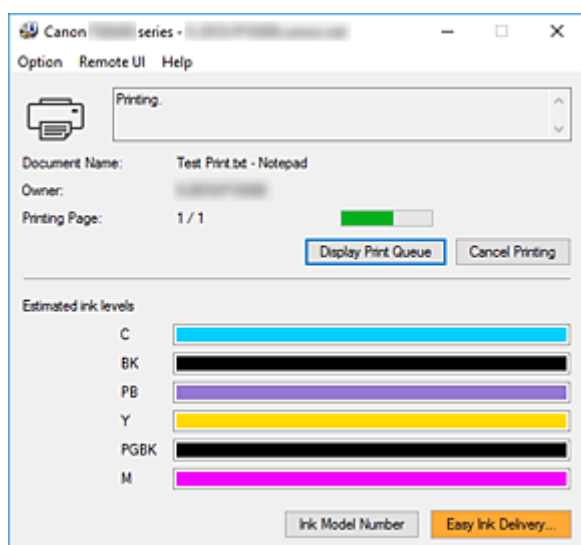 Canon series -
Option Remote UI Help
Printing.
Document Name: Test Print.txt - Notepad
Owner:
Printing Page: 1 / 1
Display Print Queue Cancel Printing
Estimated ink levels
C
BK
PB
Y
PGBK
M
Ink Model Number Easy Ink Delivery...